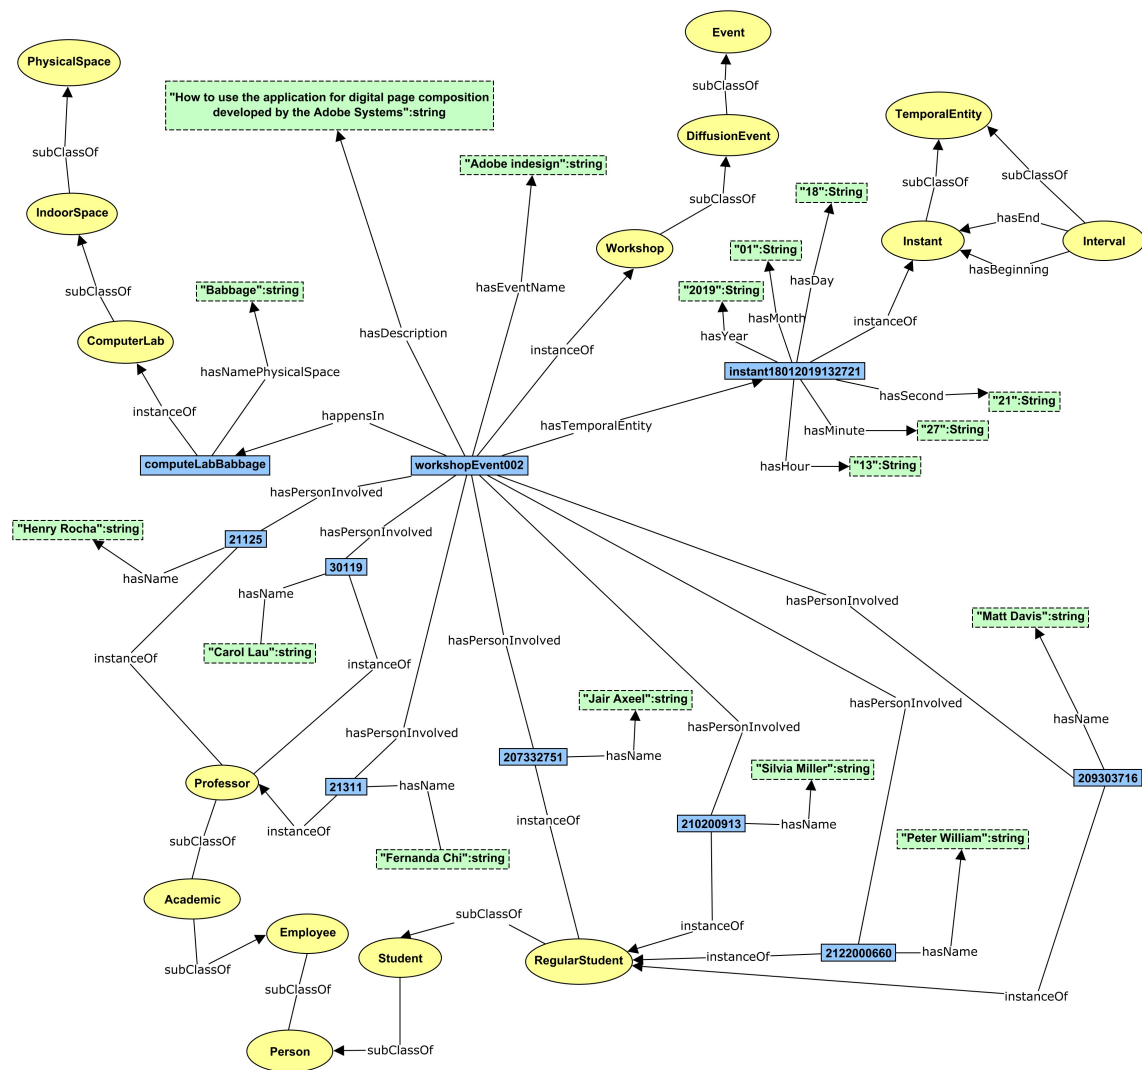 Event
PhysicalSpace
"How to use the application for digital page composition
developed by the Adobe Systems":string
subClassOf
TemporalEntity
DiffusionEvent
subClassOf
"Adobe indesign":string
subClassOf
subClassOf
"18":String
subClassOf
IndoorSpace
hasEnd
Workshop
"01":String
Instant
Interval
hasBeginning
subClassOf
"Babbage":string
hasEventName
"2019":String
hasDay
hasMonth
instanceOf
hasDescription
hasYear
ComputerLab
instanceOf
hasNamePhysicalSpace
instant18012019132721
hasSecond
"21":String
instanceOf
happensIn
hasTemporalEntity
hasMinute
"27":String
computeLabBabbage
workshopEvent002
hasHour
"13":String
hasPersonInvolved
"Henry Rocha":string
21125
hasPersonInvolved
30119
hasName
hasName
hasPersonInvolved
"Matt Davis":string
hasPersonInvolved
"Carol Lau":string
instanceOf
instanceOf
"Jair Axeel":string
hasPersonInvolved
hasName
hasPersonInvolved
hasPersonInvolved
207332751
hasName
"Silvia Miller":string
209303716
Professor
21311
hasName
instanceOf
instanceOf
210200913
hasName
subClassOf
"Peter William":string
"Fernanda Chi":string
Academic
subClassOf
instanceOf
Employee
Student
RegularStudent
instanceOf
2122000660
hasName
subClassOf
subClassOf
instanceOf
Person
subClassOf